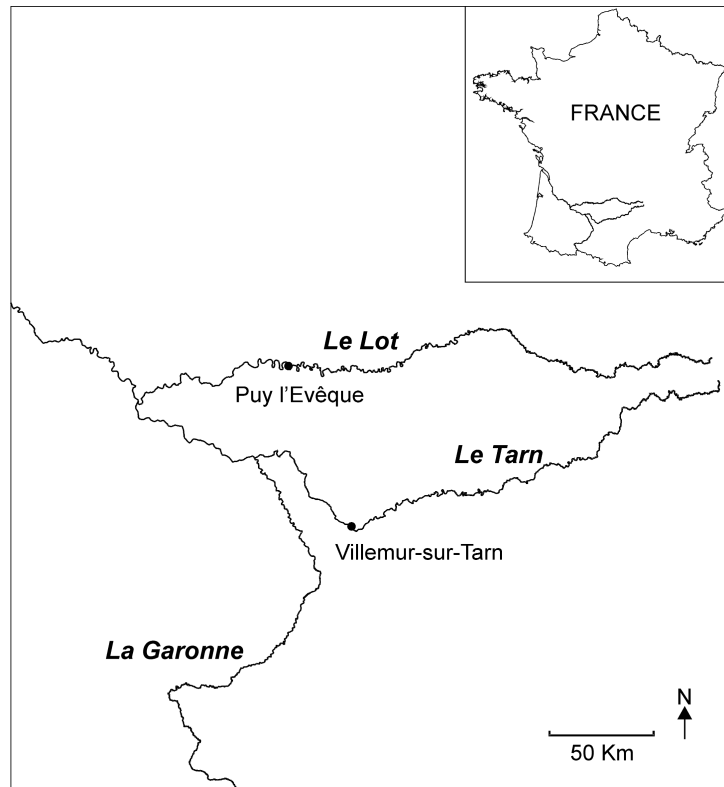 FRANCE
Le Lot
Puy l'Evêque
Le Tarn
Villemur-sur-Tarn
La Garonne
N
50 Km